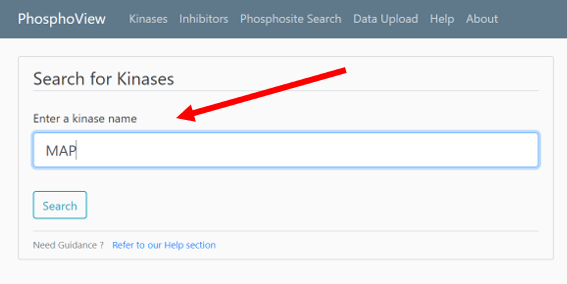 PhosphoView Kinases Inhibitors Phosphosite Search Data Upload Help About
Search for Kinases
Enter a kinase name
MAP
Search
Need Guidance ? Refer to our Help section